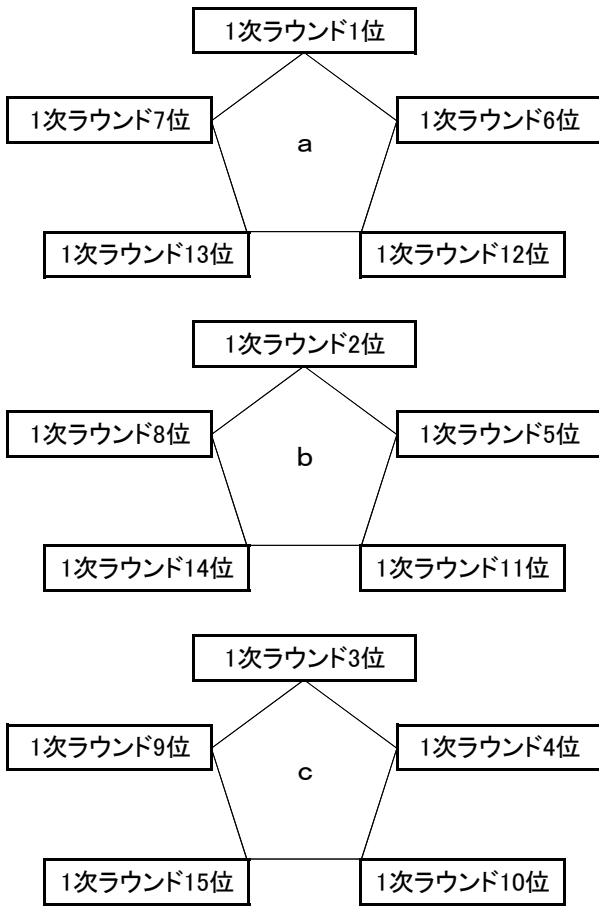 1次ラウンド1位
1次ラウンド7位
1次ラウンド6位
a
1次ラウンド13位
1次ラウンド12位
1次ラウンド2位
1次ラウンド8位
1次ラウンド5位
b
1次ラウンド14位
1次ラウンド11位
1次ラウンド3位
1次ラウンド9位
1次ラウンド4位
c
1次ラウンド15位
1次ラウンド10位